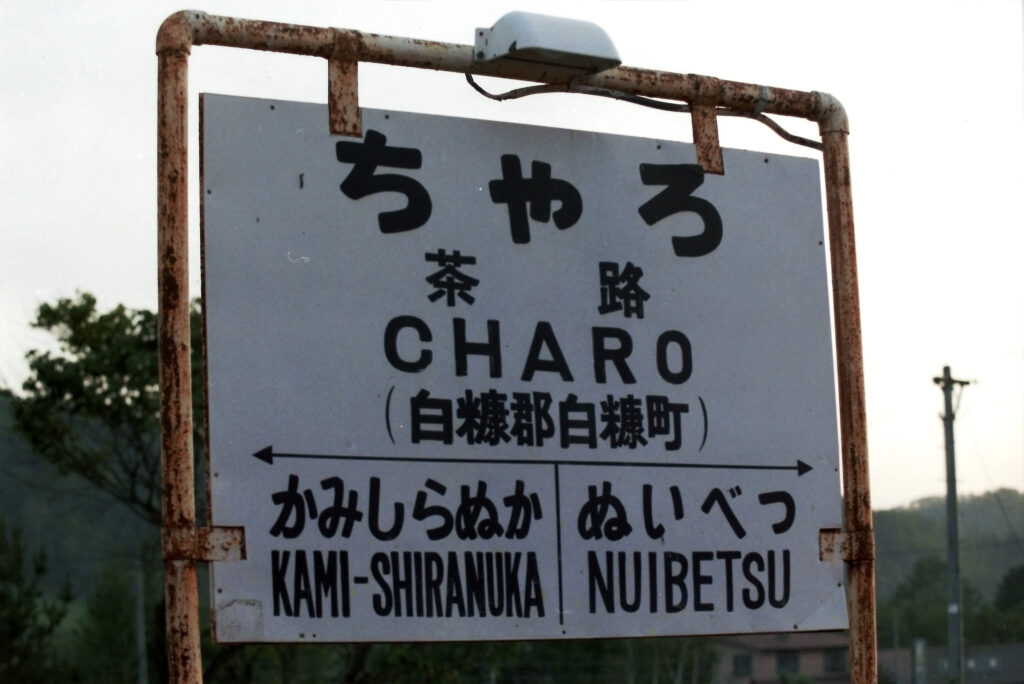 ちやろ
茶路
CHARO
(白糠郡白糠町)
かみしらぬか ぬいべつ
KAMI-SHIRANUKA NUIBETSU